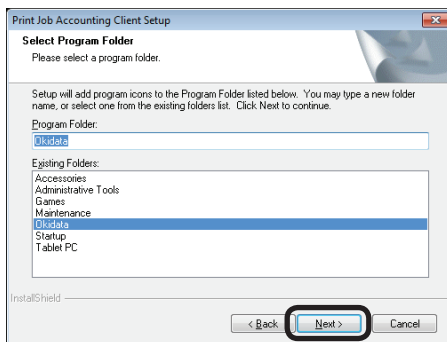 Print Job Accounting Client Setup
Select Program Folder
Please select a program folder.
Setup will add program icons to the Program Folder listed below. You may type a new folder
name, or select one from the existing folders list. Click Next to continue.
Program Folder:
Okidata
Existing Folders:
Accessories
Administrative Tools
Games
Maintenance
Okidata
Startup
Tablet PC
InstallShield
< Back Next > Cancel